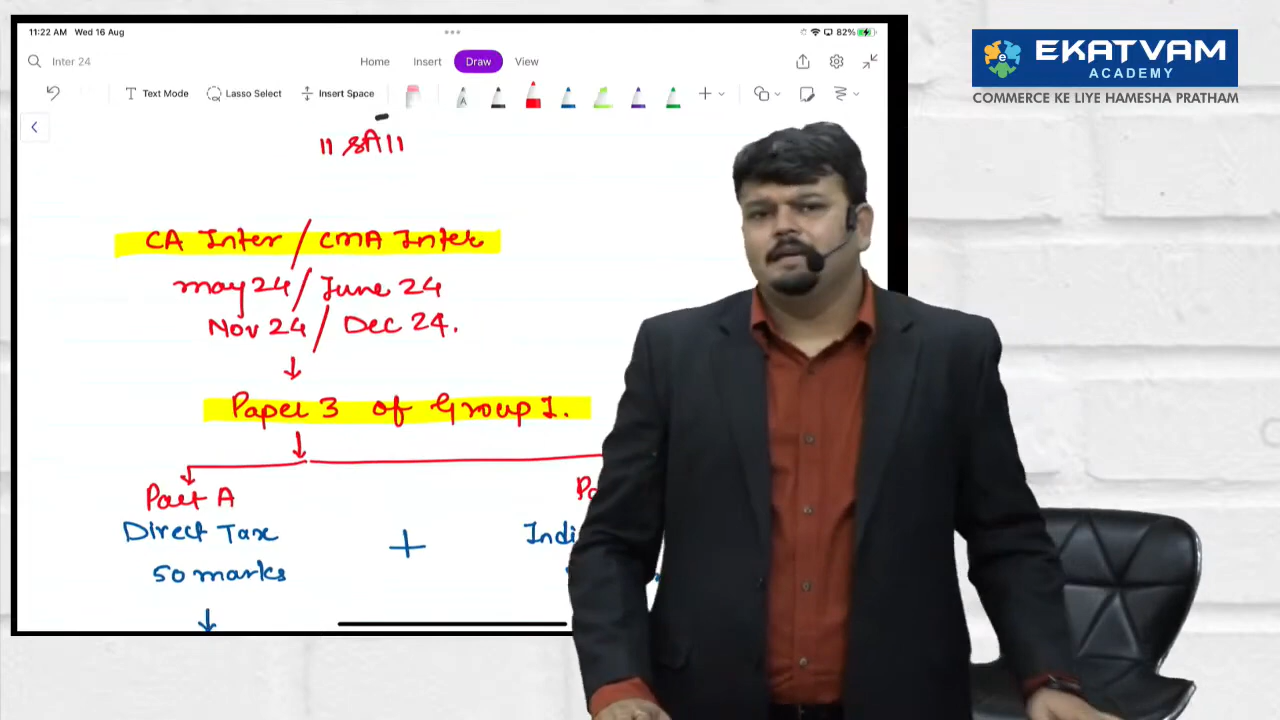 11:22 AM Wed 16 Aug
82%
EKATVAM
ACADEMY
COMMERCE KE LIYE HAMESHA PRATHAM
Inter 24
Home Insert Draw View
Text Mode Lasso Select Insert Space
CA Inter / CMA Inter
May 24 / June 24
Nov 24 / Dec 24.
Paper 3 of Group I.
Part A
Direct Tax
50 marks
+